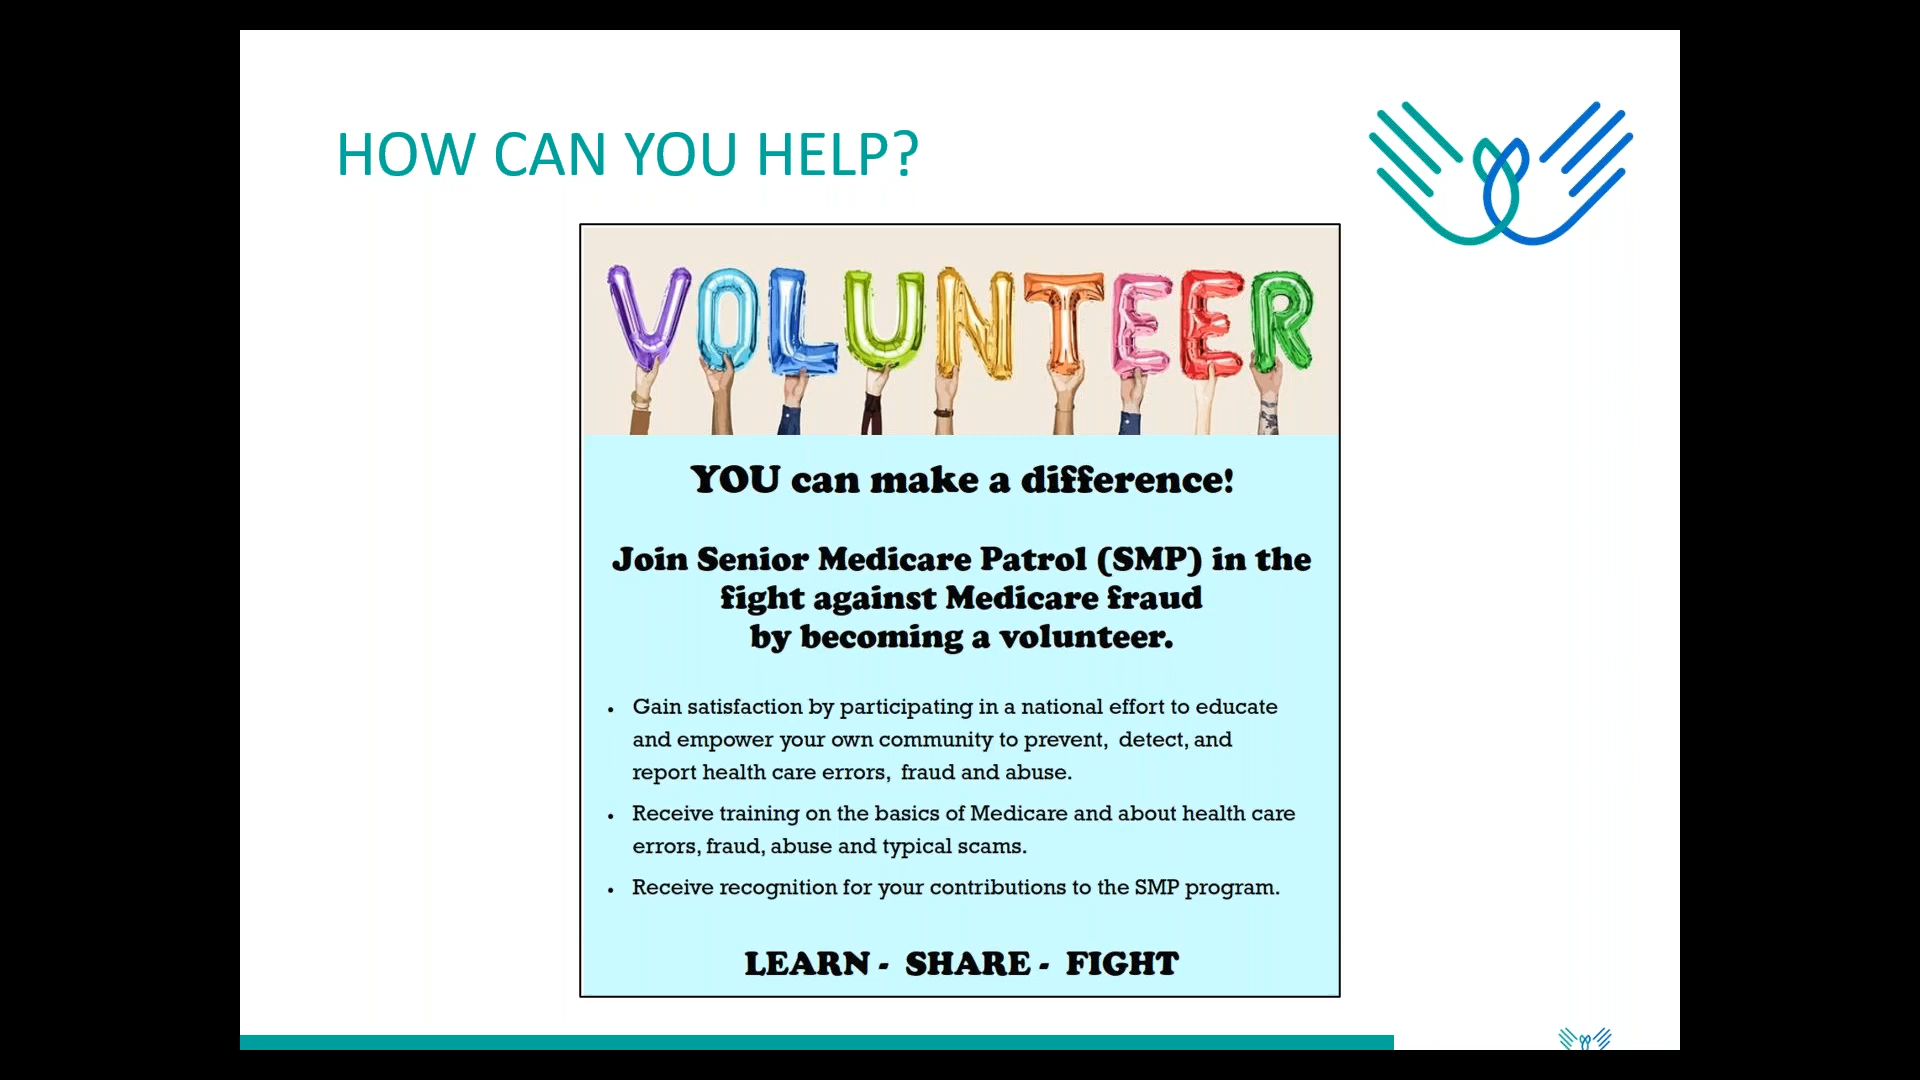 HOW CAN YOU HELP?
VOLUNTEER
YOU can make a difference!
Join Senior Medicare Patrol (SMP) in the
fight against Medicare fraud
by becoming a volunteer.
• Gain satisfaction by participating in a national effort to educate
and empower your own community to prevent, detect, and
report health care errors, fraud and abuse.
• Receive training on the basics of Medicare and about health care
errors, fraud, abuse and typical scams.
• Receive recognition for your contributions to the SMP program.
LEARN - SHARE - FIGHT